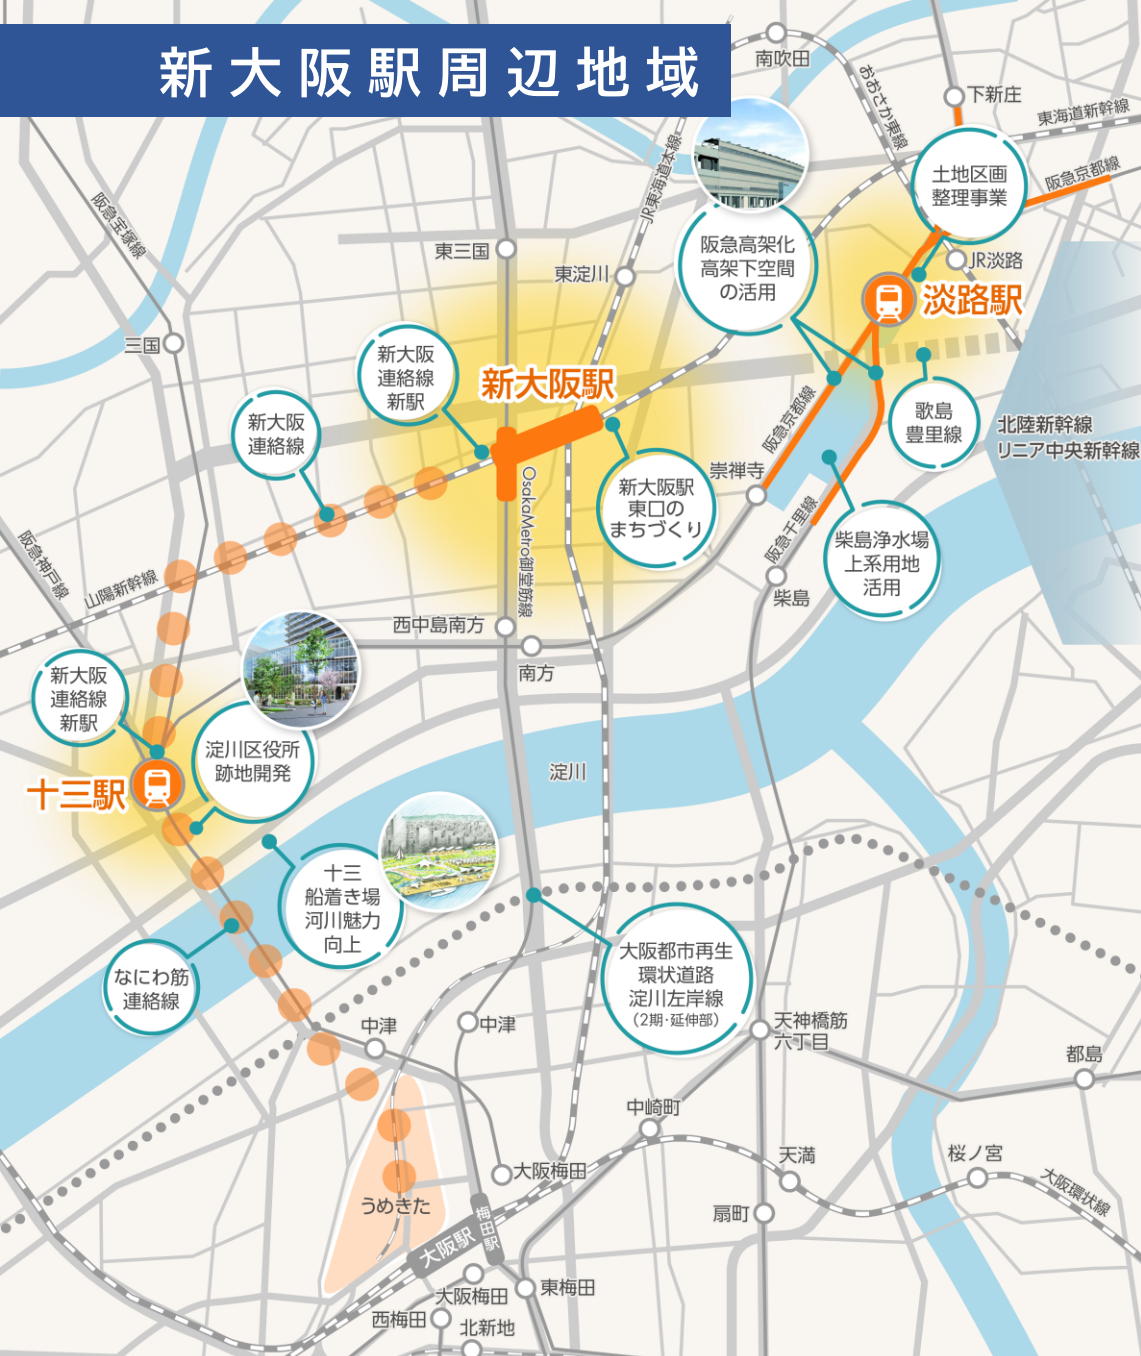 新大阪駅周辺地域
南吹田
おおさか東線
下新庄
東海道新幹線
阪急京都線
土地区画
整理事業
JR東海道本線
阪急宝塚線
東三国
東淀川
阪急高架化
高架下空間
の活用
JR淡路
淡路駅
三国
新大阪
連絡線
新駅
新大阪駅
新大阪
連絡線
阪急京都線
歌島
豊里線
北陸新幹線
リニア中央新幹線
崇禅寺
新大阪駅
東口の
まちづくり
OsakaMetro御堂筋線
阪急千里線
柴島浄水場
上系用地
活用
阪急神戸線
山陽新幹線
柴島
西中島南方
南方
新大阪
連絡線
新駅
淀川区役所
跡地開発
十三駅
淀川
十三
船着き場
河川魅力
向上
なにわ筋
連絡線
大阪都市再生
環状道路
淀川左岸線
(2期･延伸部)
中津
中津
天神橋筋
六丁目
都島
中崎町
天満
桜ノ宮
大阪環状線
大阪梅田
うめきた
梅田駅
大阪駅
扇町
大阪梅田
東梅田
西梅田
北新地